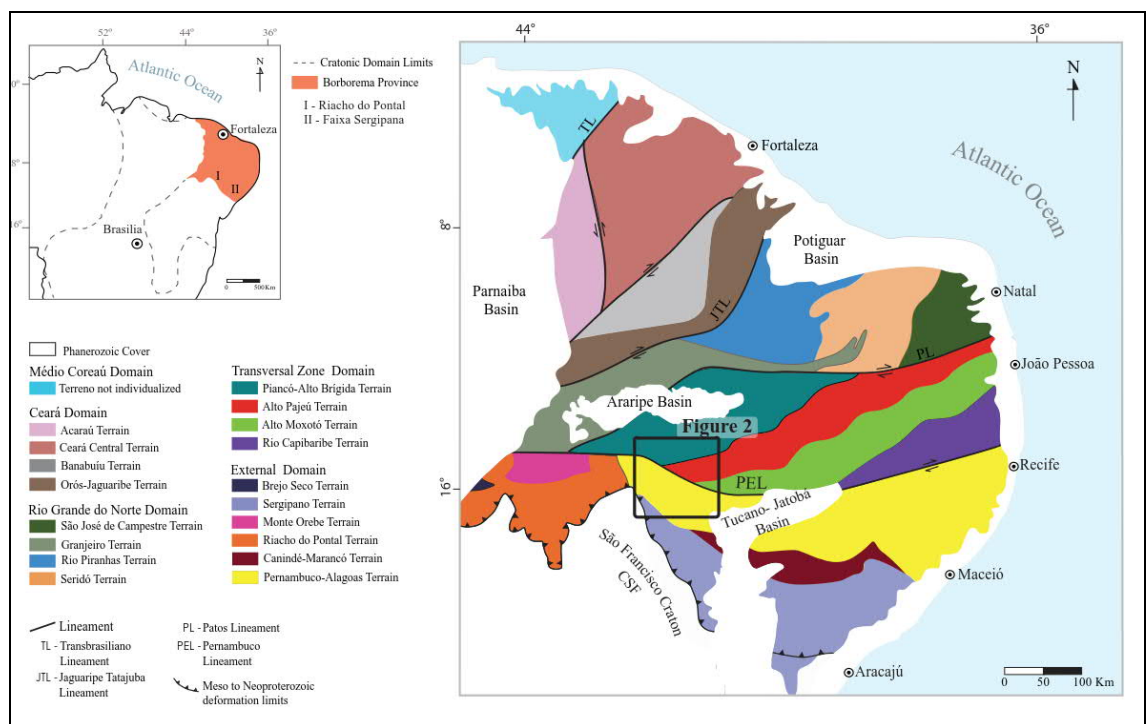 52°
44°
36°
Atlantic Ocean
0°
8°
16°
Fortaleza
I
II
Brasilia
0
500Km
N
Cratonic Domain Limits
Borborema Province
I - Riacho do Pontal
II - Faixa Sergipana
Phanerozoic Cover
Médio Coreaú Domain
Terreno not individualized
Ceará Domain
Acaraú Terrain
Ceará Central Terrain
Banabuíu Terrain
Orós-Jaguaribe Terrain
Rio Grande do Norte Domain
São José de Campestre Terrain
Granjeiro Terrain
Rio Piranhas Terrain
Seridó Terrain
Transversal Zone Domain
Piancó-Alto Brígida Terrain
Alto Pajeú Terrain
Alto Moxotó Terrain
Rio Capibaribe Terrain
External Domain
Brejo Seco Terrain
Sergipano Terrain
Monte Orebe Terrain
Riacho do Pontal Terrain
Canindé-Marancó Terrain
Pernambuco-Alagoas Terrain
Lineament
TL - Transbrasiliano
Lineament
JTL - Jaguaripe Tatajuba
Lineament
PL - Patos Lineament
PEL - Pernambuco
Lineament
Meso to Neoproterozoic
deformation limits
44°
36°
N
TL
Fortaleza
Atlantic Ocean
8°
Potiguar
Basin
Parnaiba
Basin
JTL
Natal
PL
João Pessoa
Araripe Basin
Figure 2
Recife
16°
PEL
Tucano- Jatobá
Basin
São Francisco Craton
CSF
Maceió
Aracajú
0 50 100 Km